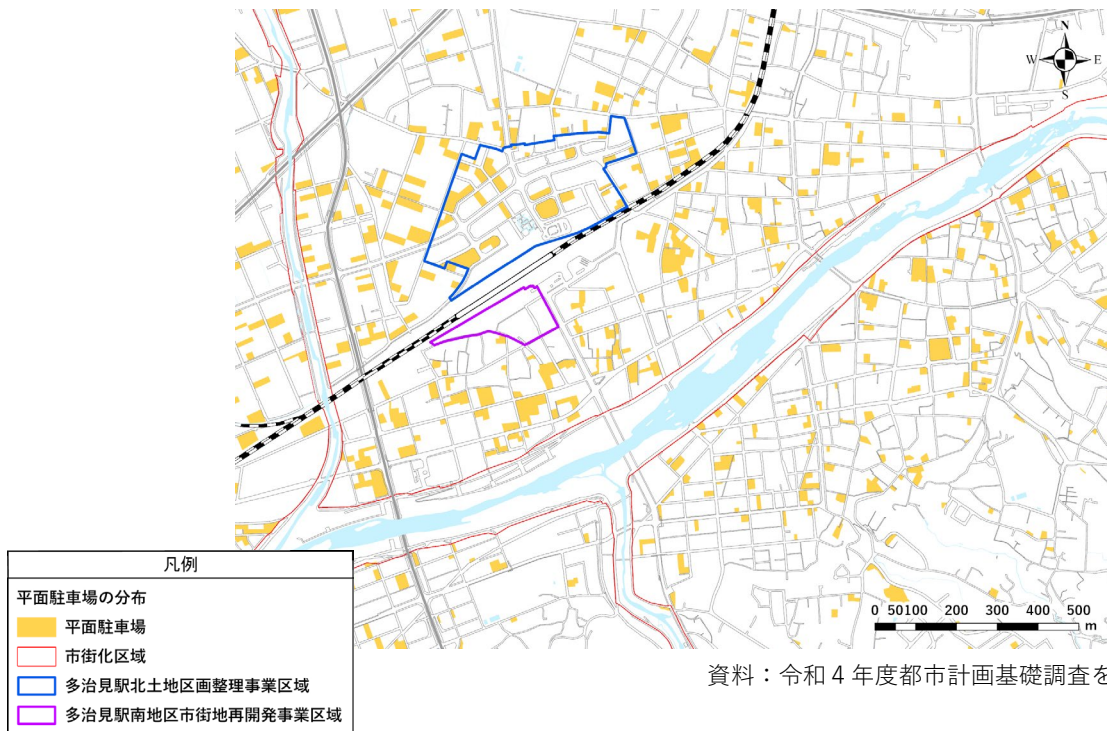 N
W E
S
0 50100 200 300 400 500
m
凡例
平面駐車場の分布
平面駐車場
市街化区域
多治見駅北土地区画整理事業区域
多治見駅南地区市街地再開発事業区域
資料：令和４年度都市計画基礎調査を